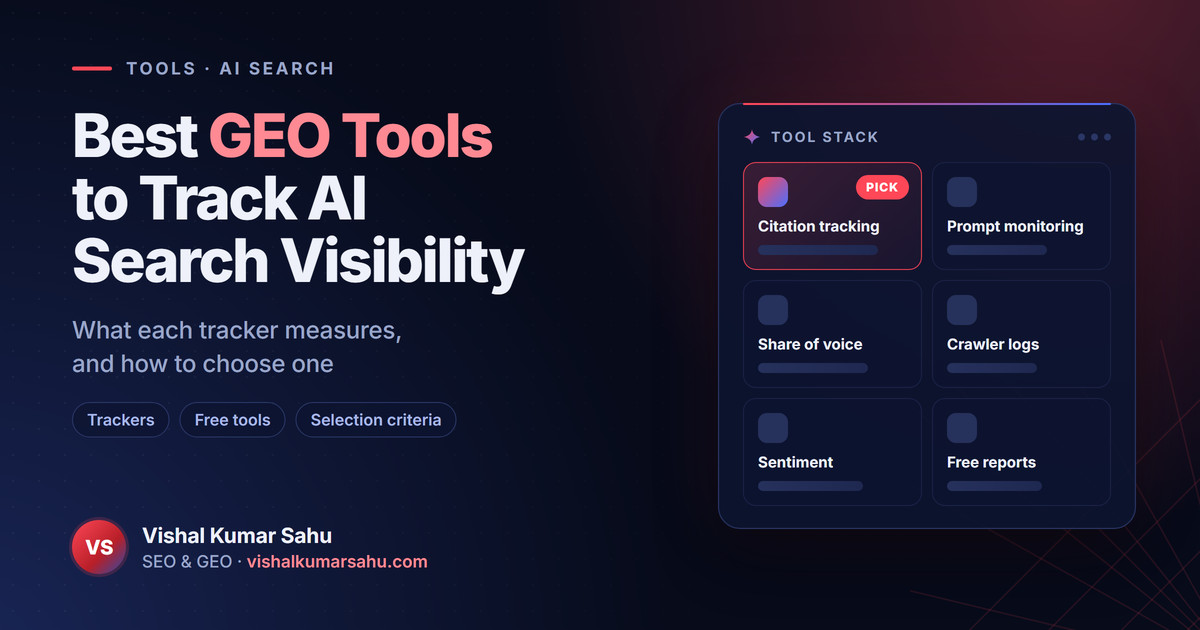 TOOLS · AI SEARCH
Best GEO Tools
to Track AI
Search Visibility
What each tracker measures,
and how to choose one
Trackers
Free tools
Selection criteria
VS
Vishal Kumar Sahu
SEO & GEO · vishalkumarsahu.com
TOOL STACK
PICK
Citation tracking
Prompt monitoring
Share of voice
Crawler logs
Sentiment
Free reports